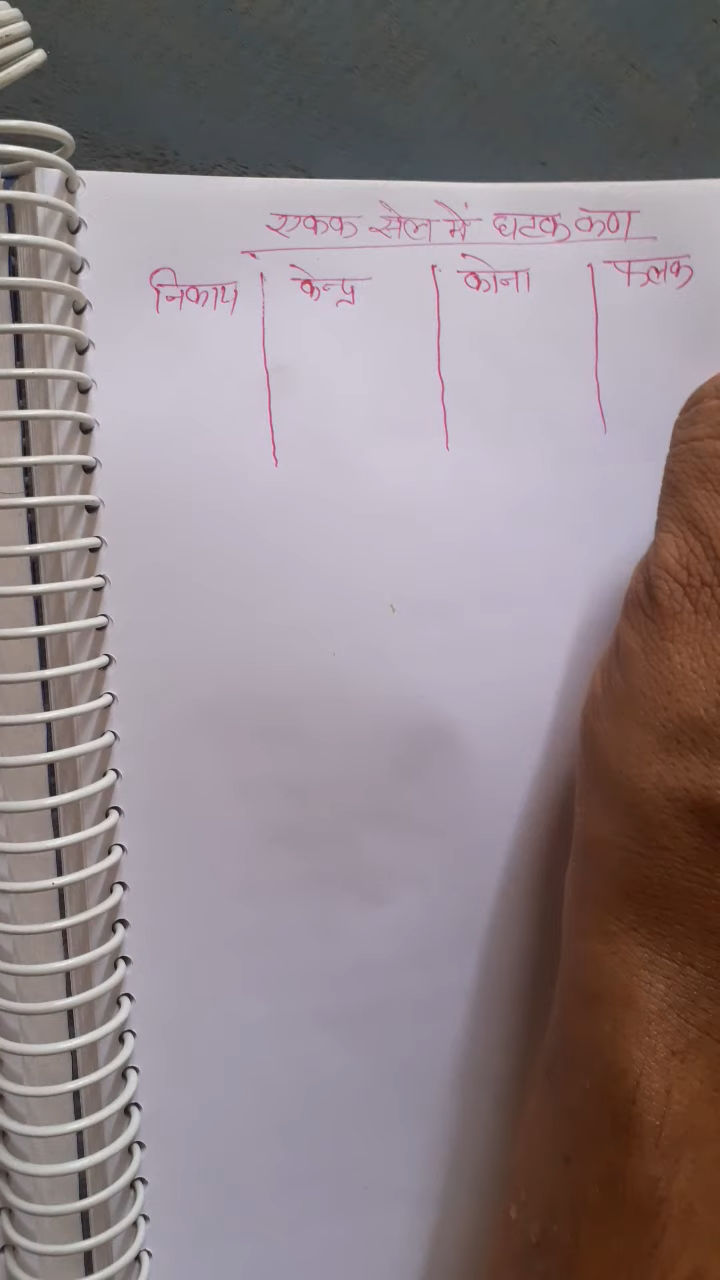 एकक सेल में घटक कण
निकाय केन्द्र कोना फलक